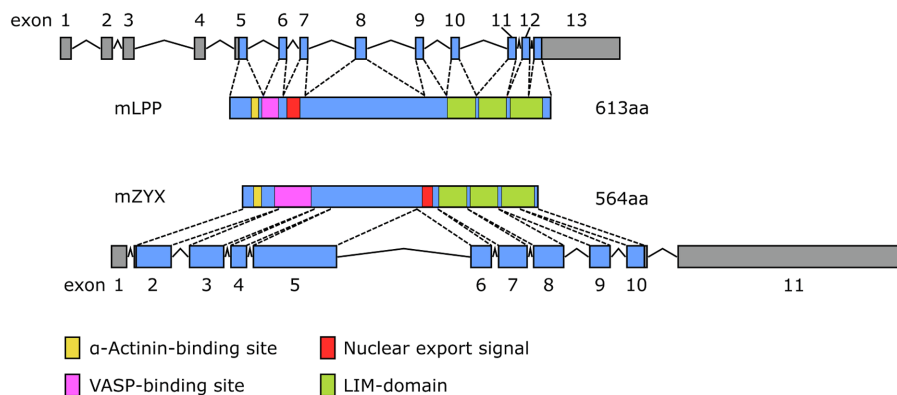 exon 1 2 3 4 5 6 7 8 9 10 11 12 13
mLPP 613aa
mZYX 564aa
exon 1 2 3 4 5 6 7 8 9 10 11
α-Actinin-binding site Nuclear export signal
VASP-binding site LIM-domain